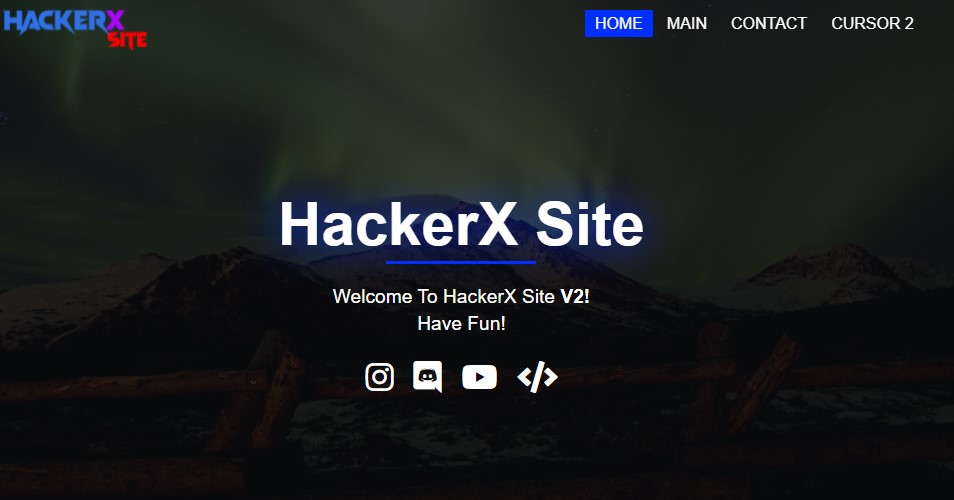 HACKERX
SITE
HOME MAIN CONTACT CURSOR 2
HackerX Site
Welcome To HackerX Site V2!
Have Fun!